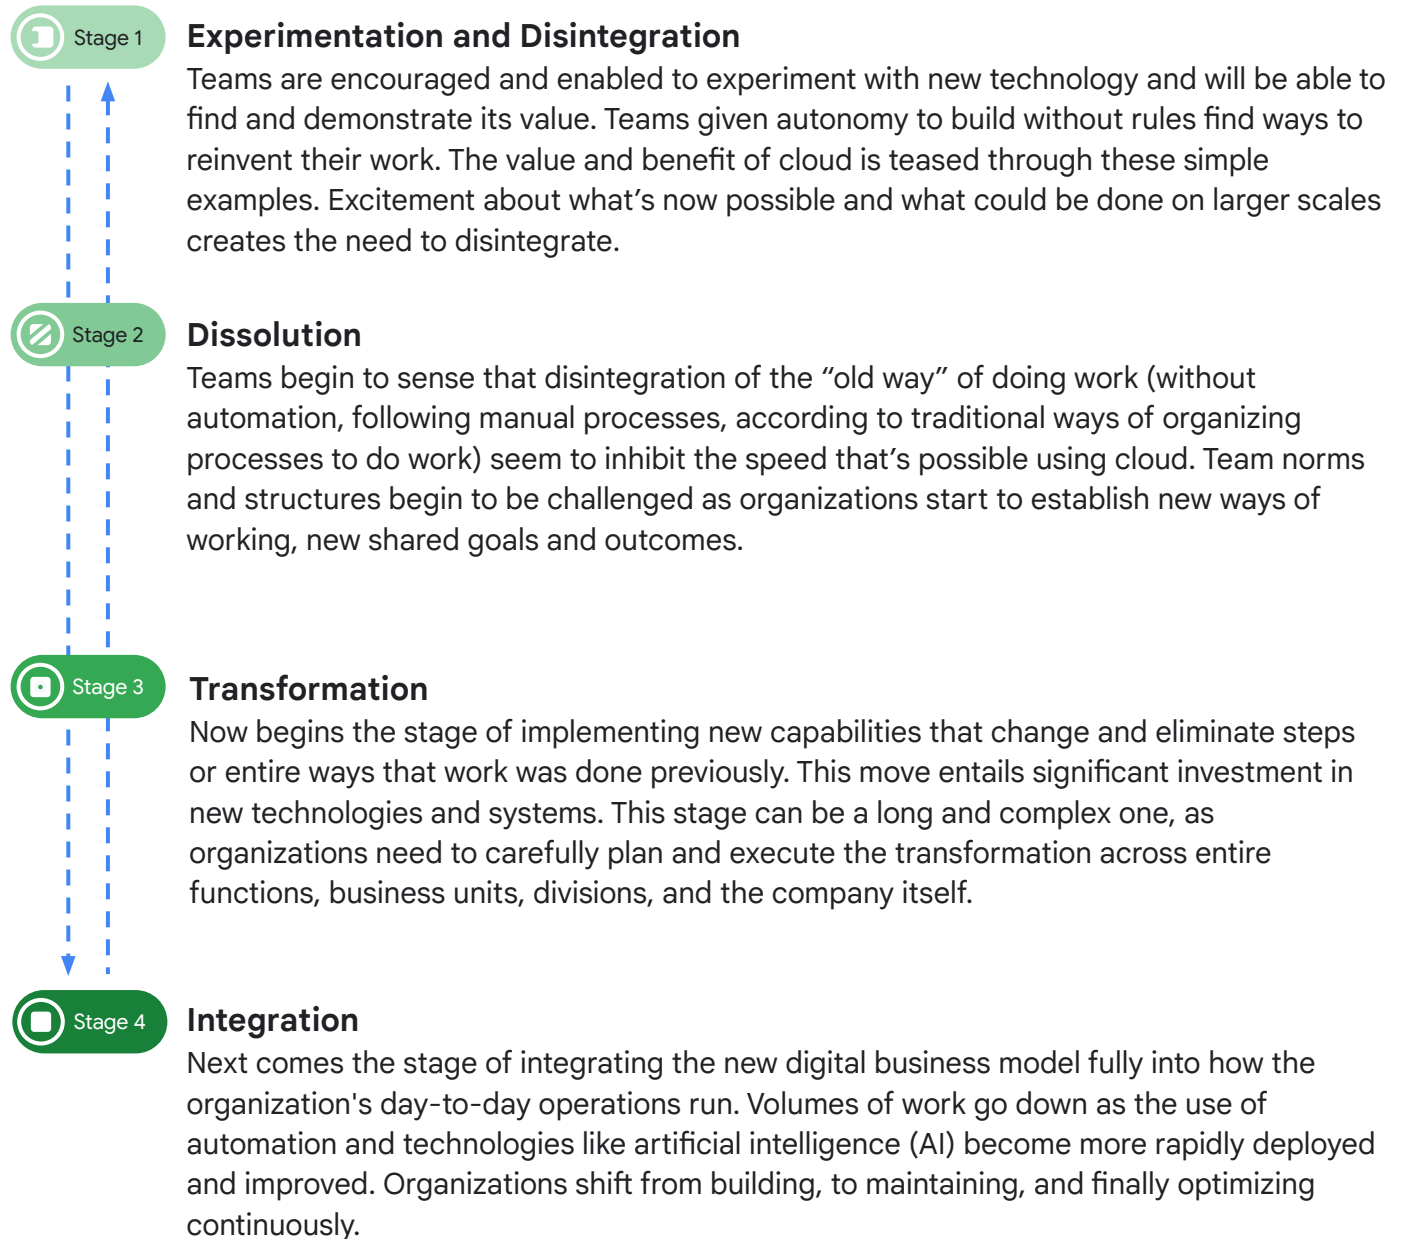 Stage 1
Experimentation and Disintegration
Teams are encouraged and enabled to experiment with new technology and will be able to
find and demonstrate its value. Teams given autonomy to build without rules find ways to
reinvent their work. The value and benefit of cloud is teased through these simple
examples. Excitement about what’s now possible and what could be done on larger scales
creates the need to disintegrate.
Stage 2
Dissolution
Teams begin to sense that disintegration of the “old way” of doing work (without
automation, following manual processes, according to traditional ways of organizing
processes to do work) seem to inhibit the speed that’s possible using cloud. Team norms
and structures begin to be challenged as organizations start to establish new ways of
working, new shared goals and outcomes.
Stage 3
Transformation
Now begins the stage of implementing new capabilities that change and eliminate steps
or entire ways that work was done previously. This move entails significant investment in
new technologies and systems. This stage can be a long and complex one, as
organizations need to carefully plan and execute the transformation across entire
functions, business units, divisions, and the company itself.
Stage 4
Integration
Next comes the stage of integrating the new digital business model fully into how the
organization's day-to-day operations run. Volumes of work go down as the use of
automation and technologies like artificial intelligence (AI) become more rapidly deployed
and improved. Organizations shift from building, to maintaining, and finally optimizing
continuously.